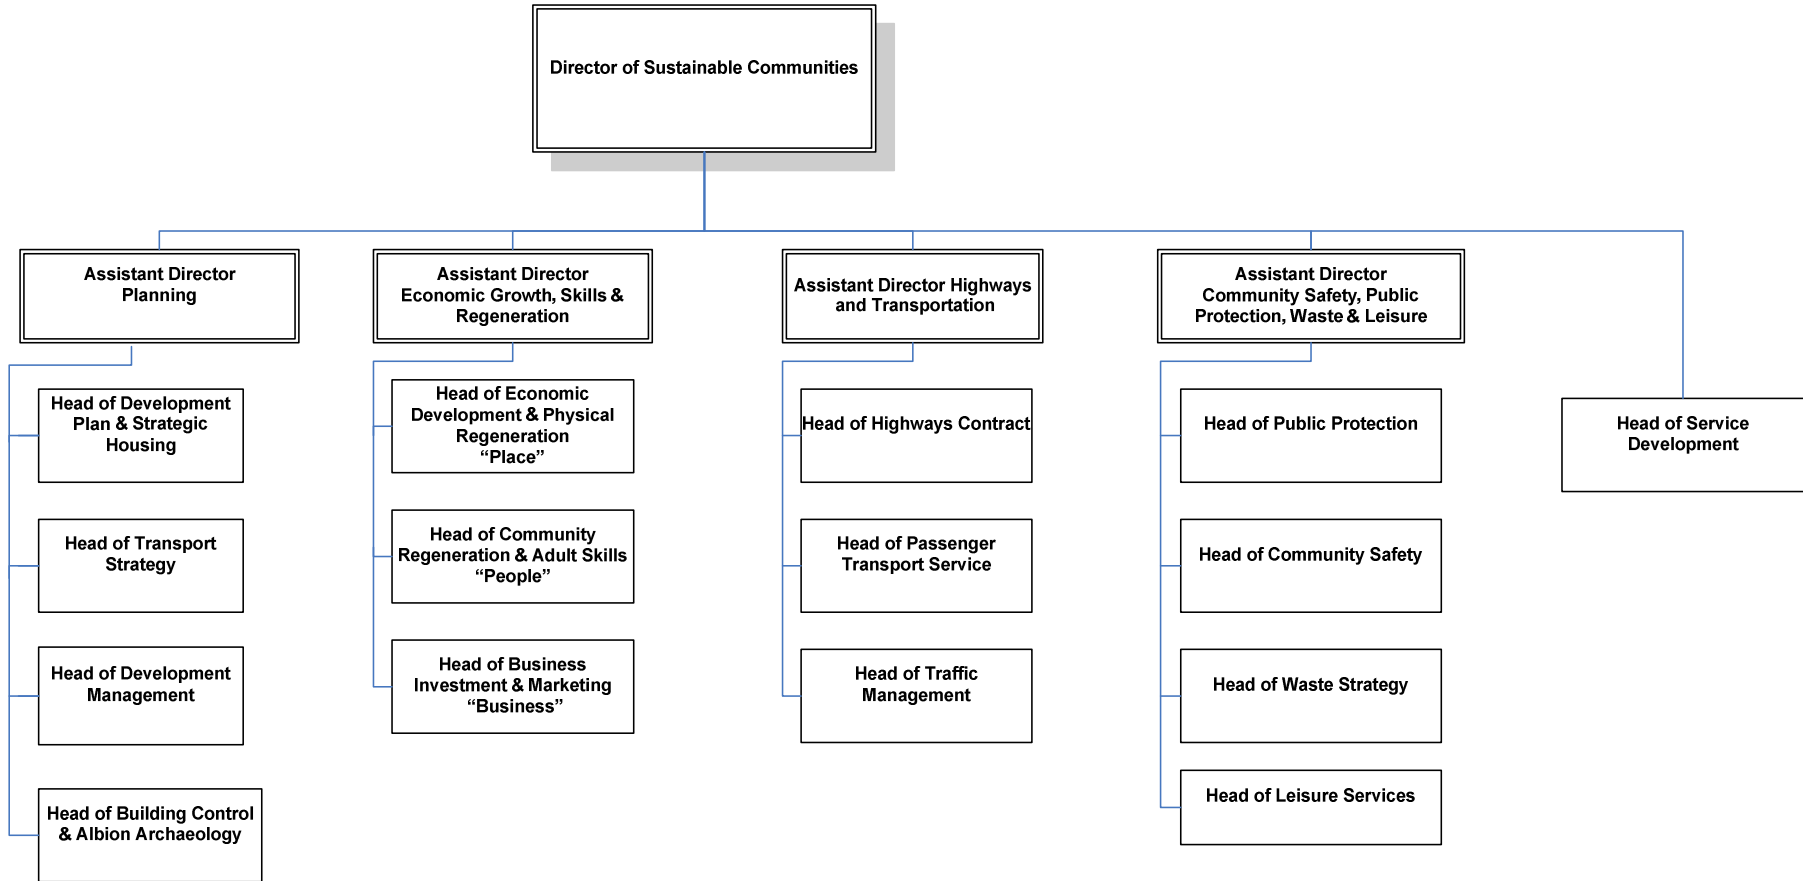 Director of Sustainable Communities
Assistant Director
Planning
Assistant Director
Economic Growth, Skills &
Regeneration
Assistant Director Highways
and Transportation
Assistant Director
Community Safety, Public
Protection, Waste & Leisure
Head of Development
Plan & Strategic
Housing
Head of Transport
Strategy
Head of Development
Management
Head of Building Control
& Albion Archaeology
Head of Economic
Development & Physical
Regeneration
“Place”
Head of Community
Regeneration & Adult Skills
“People”
Head of Business
Investment & Marketing
“Business”
Head of Highways Contract
Head of Passenger
Transport Service
Head of Traffic
Management
Head of Public Protection
Head of Community Safety
Head of Waste Strategy
Head of Leisure Services
Head of Service
Development